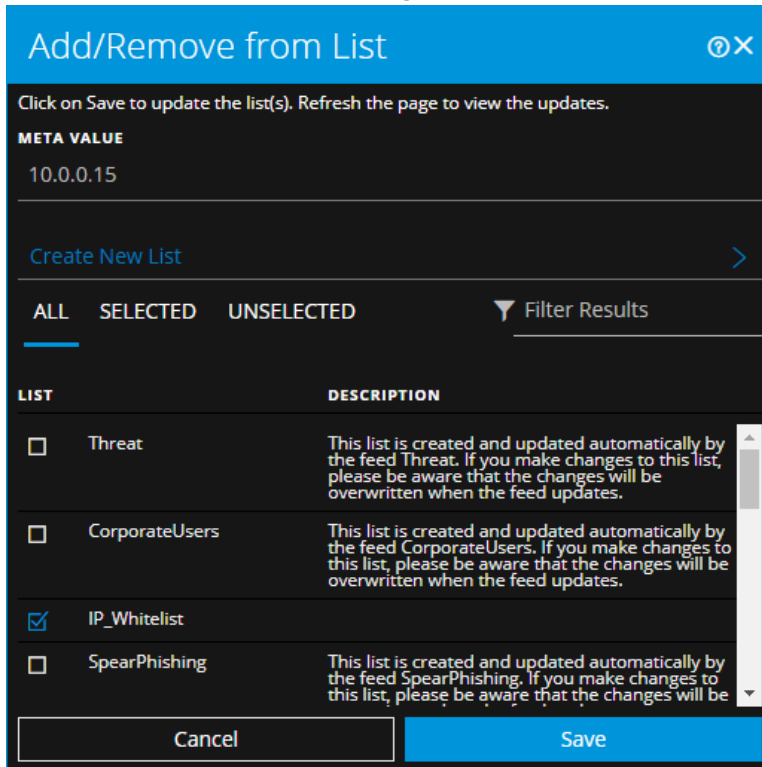 Add/Remove from List
Click on Save to update the list(s). Refresh the page to view the updates.
META VALUE
10.0.0.15
Create New List
ALL SELECTED UNSELECTED Filter Results
LIST DESCRIPTION
Threat This list is created and updated automatically by
the feed Threat. If you make changes to this list,
please be aware that the changes will be
overwritten when the feed updates.
CorporateUsers This list is created and updated automatically by
the feed CorporateUsers. If you make changes to
this list, please be aware that the changes will be
overwritten when the feed updates.
IP_Whitelist
SpearPhishing This list is created and updated automatically by
the feed SpearPhishing. If you make changes to
this list, please be aware that the changes will be
Cancel Save